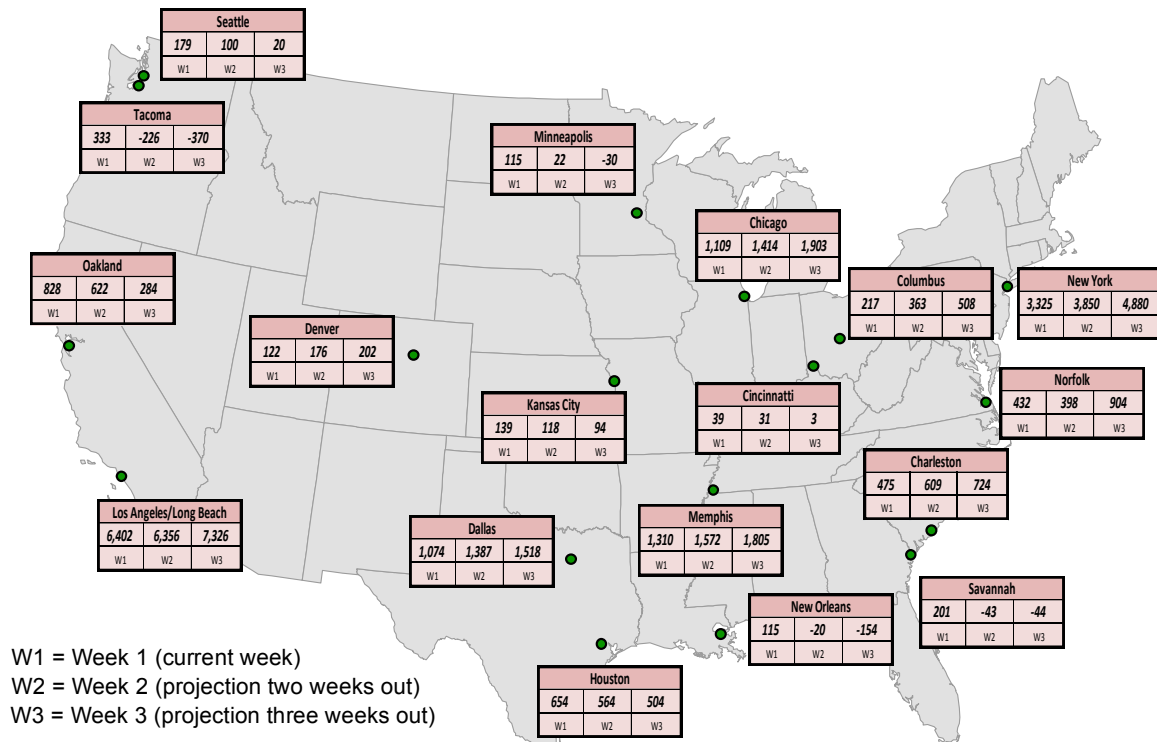 Seattle
179 100 20
W1 W2 W3
Tacoma
333 -226 -370
W1 W2 W3
Minneapolis
115 22 -30
W1 W2 W3
Chicago
1,109 1,414 1,903
W1 W2 W3
Oakland
828 622 284
W1 W2 W3
Columbus
217 363 508
W1 W2 W3
New York
3,325 3,850 4,880
W1 W2 W3
Denver
122 176 202
W1 W2 W3
Norfolk
432 398 904
W1 W2 W3
Kansas City
139 118 94
W1 W2 W3
Cincinnatti
39 31 3
W1 W2 W3
Charleston
475 609 724
W1 W2 W3
Los Angeles/Long Beach
6,402 6,356 7,326
W1 W2 W3
Dallas
1,074 1,387 1,518
W1 W2 W3
Memphis
1,310 1,572 1,805
W1 W2 W3
Savannah
201 -43 -44
W1 W2 W3
New Orleans
115 -20 -154
W1 W2 W3
Houston
654 564 504
W1 W2 W3
W1 = Week 1 (current week)
W2 = Week 2 (projection two weeks out)
W3 = Week 3 (projection three weeks out)